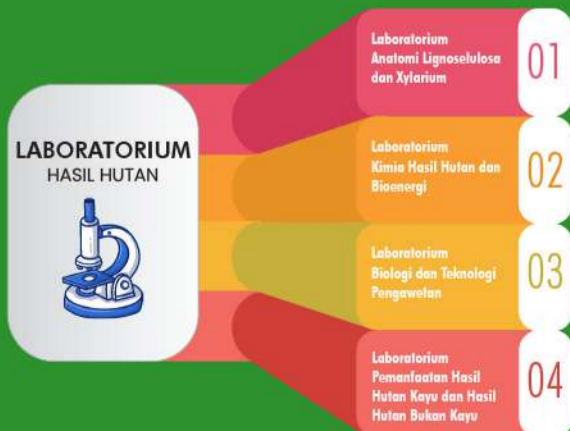 LABORATORIUM
HASIL HUTAN
Laboratorium
Anatomi Lignoselulosa
dan Xylarium
01
Laboratorium
Kimia Hasil Hutan dan
Bioenergi
02
Laboratorium
Biologi dan Teknologi
Pengawetan
03
Laboratorium
Pemanfaatan Hasil
Hutan Kayu dan Hasil
Hutan Bukan Kayu
04